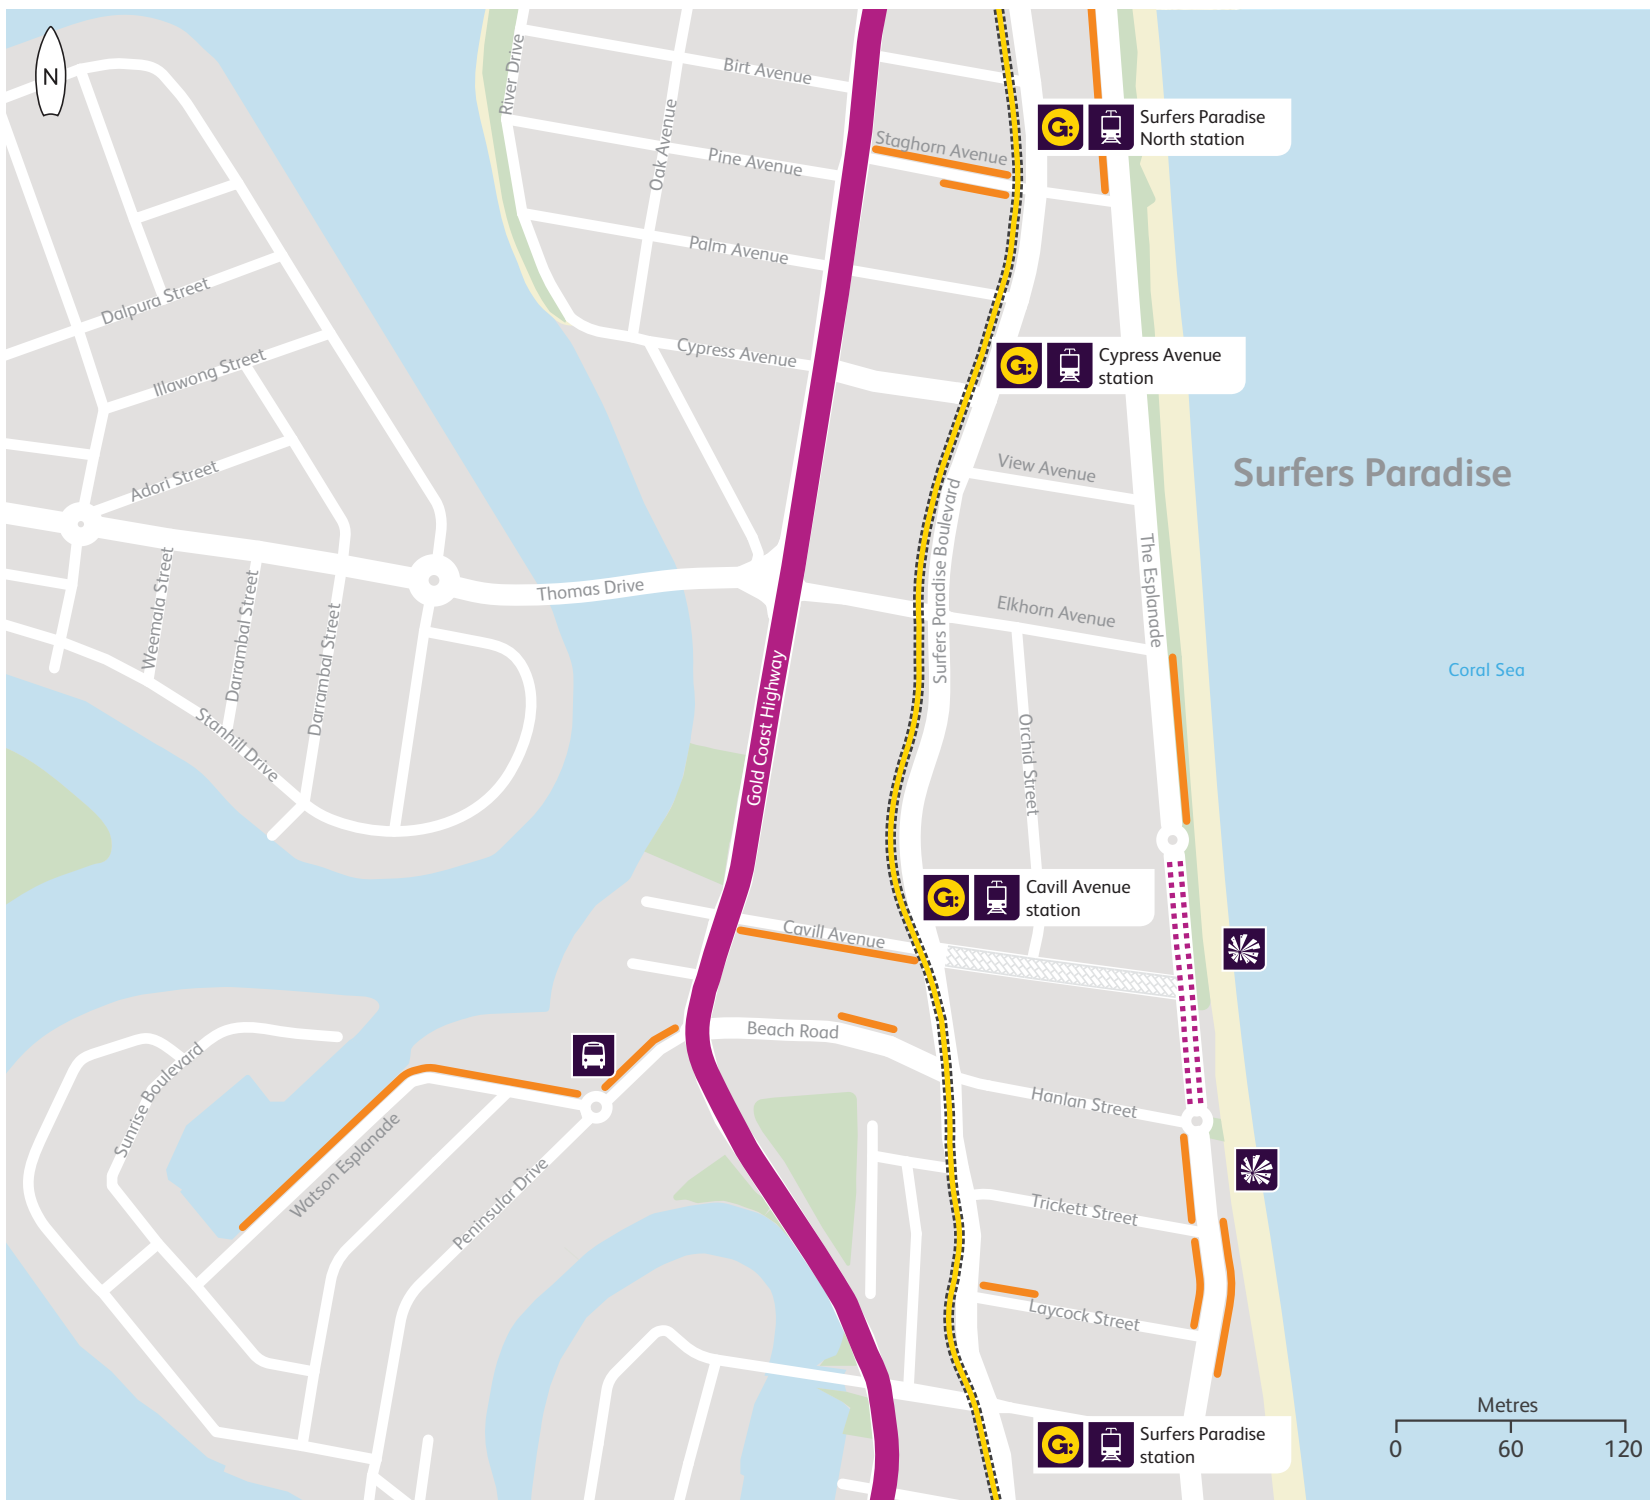 N
River Drive
Birt Avenue
Oak Avenue
Staghorn Avenue
Pine Avenue
G:
Surfers Paradise
North station
Palm Avenue
Dalpura Street
Cypress Avenue
G:
Cypress Avenue
station
Illawong Street
View Avenue
Surfers Paradise
Adori Street
Surfers Paradise Boulevard
The Esplanade
Thomas Drive
Elkhorn Avenue
Weemala Street
Darrambal Street
Darrambal Street
Coral Sea
Gold Coast Highway
Stanhill Drive
Orchid Street
G:
Cavill Avenue
station
Cavill Avenue
Beach Road
Sunrise Boulevard
Hanlan Street
Watson Esplanade
Peninsular Drive
Trickett Street
Laycock Street
G:
Surfers Paradise
station
Metres
0 60 120